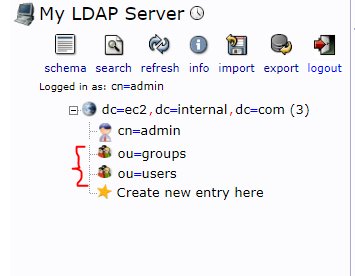 My LDAP Server
schema search refresh info import export logout
Logged in as: cn=admin
dc=ec2,dc=internal,dc=com (3)
cn=admin
ou=groups
ou=users
Create new entry here